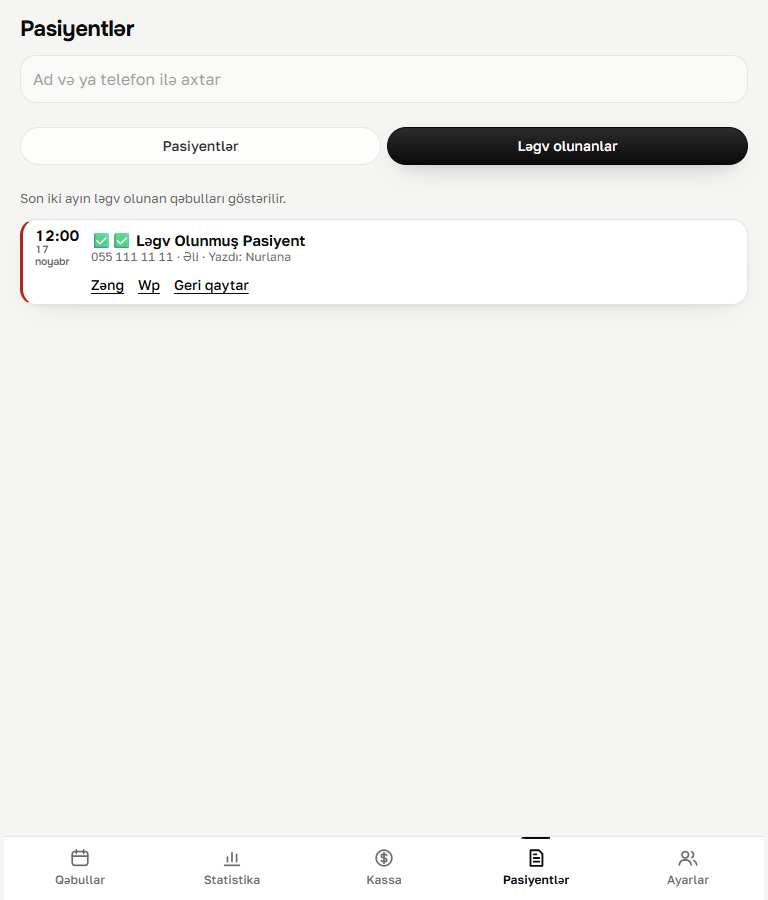 Pasiyentlər
Ad və ya telefon ilə axtar
Pasiyentlər
Ləgv olunanlar
Son iki ayın ləgv olunan qəbulları göstərilir.
12:00
17
noyabr
✅ ✅ Ləgv Olunmuş Pasiyent
055 111 11 11 · Əli · Yazdı: Nurlana
Zəng
Wp
Geri qaytar
Qəbullar
Statistika
Kassa
Pasiyentlər
Ayarlar